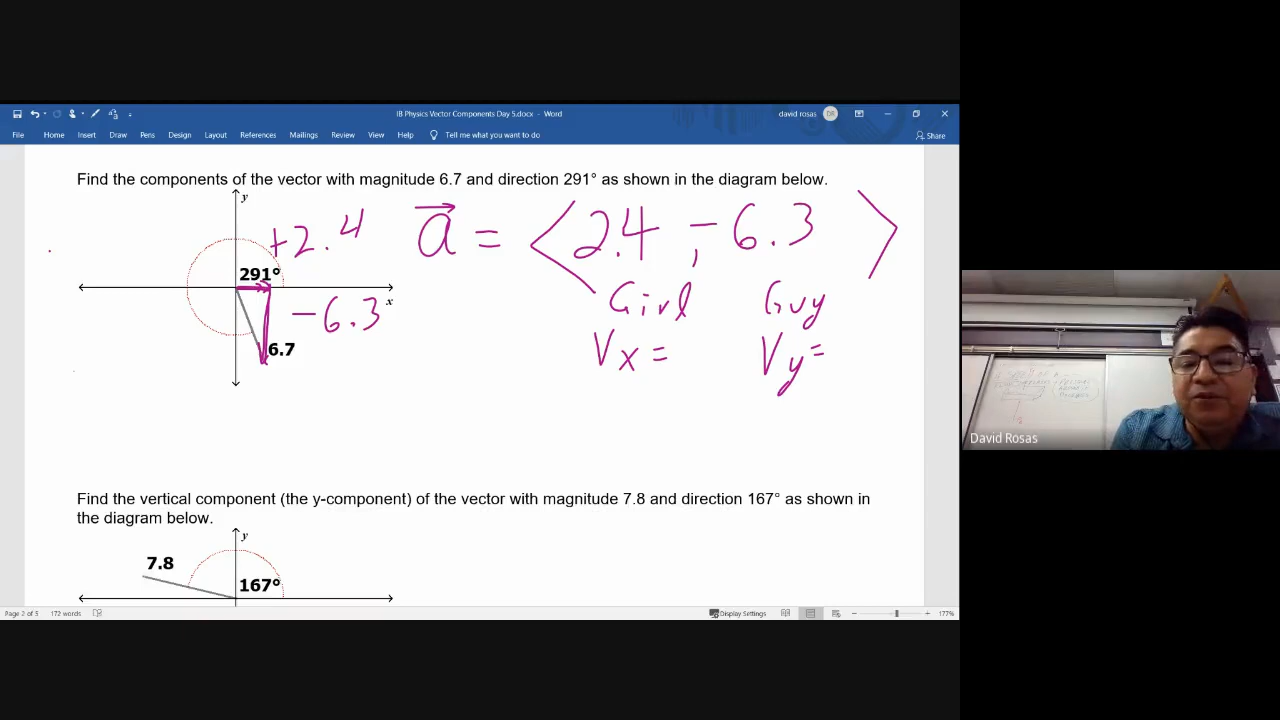 IB Physics Vector Components Day 5.docx - Word
david rosas
DR
File Home Insert Draw Pens Design Layout References Mailings Review View Help Tell me what you want to do
Share
Find the components of the vector with magnitude 6.7 and direction 291° as shown in the diagram below.
y
+2.4
a = ⟨ 2.4 , -6.3 ⟩
291°
x
-6.3
Girl Guy
6.7
Vx = Vy =
David Rosas
Find the vertical component (the y-component) of the vector with magnitude 7.8 and direction 167° as shown in
the diagram below.
y
7.8
167°
Page 2 of 5 172 words
Display Settings
177%